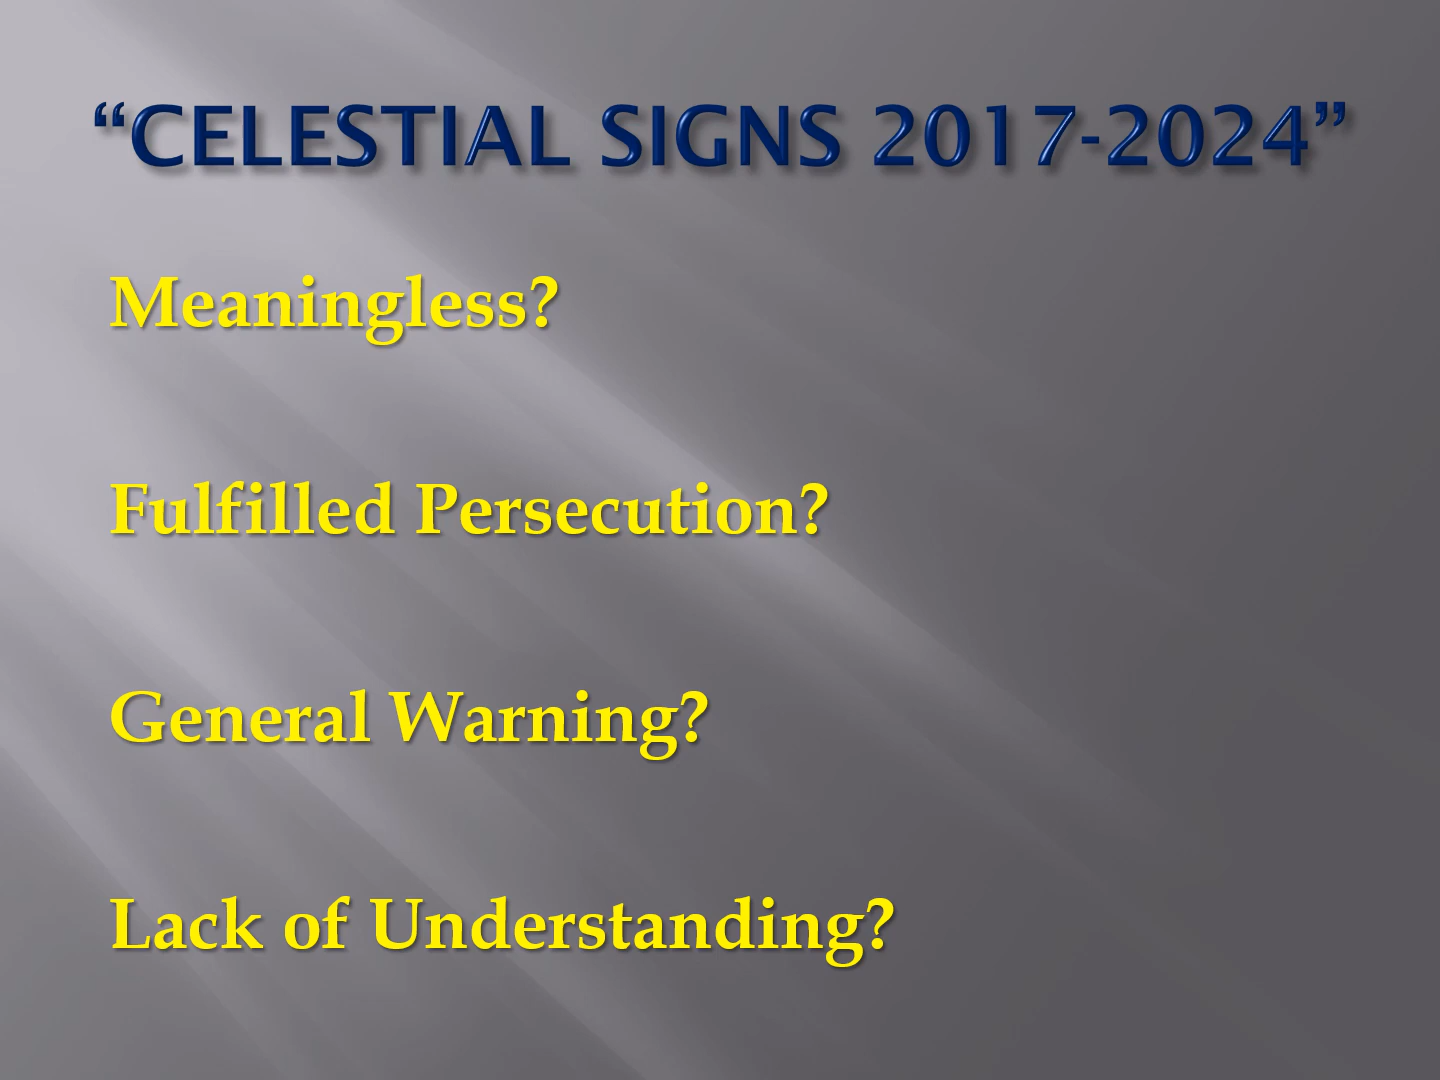 “CELESTIAL SIGNS 2017-2024”
Meaningless?
Fulfilled Persecution?
General Warning?
Lack of Understanding?